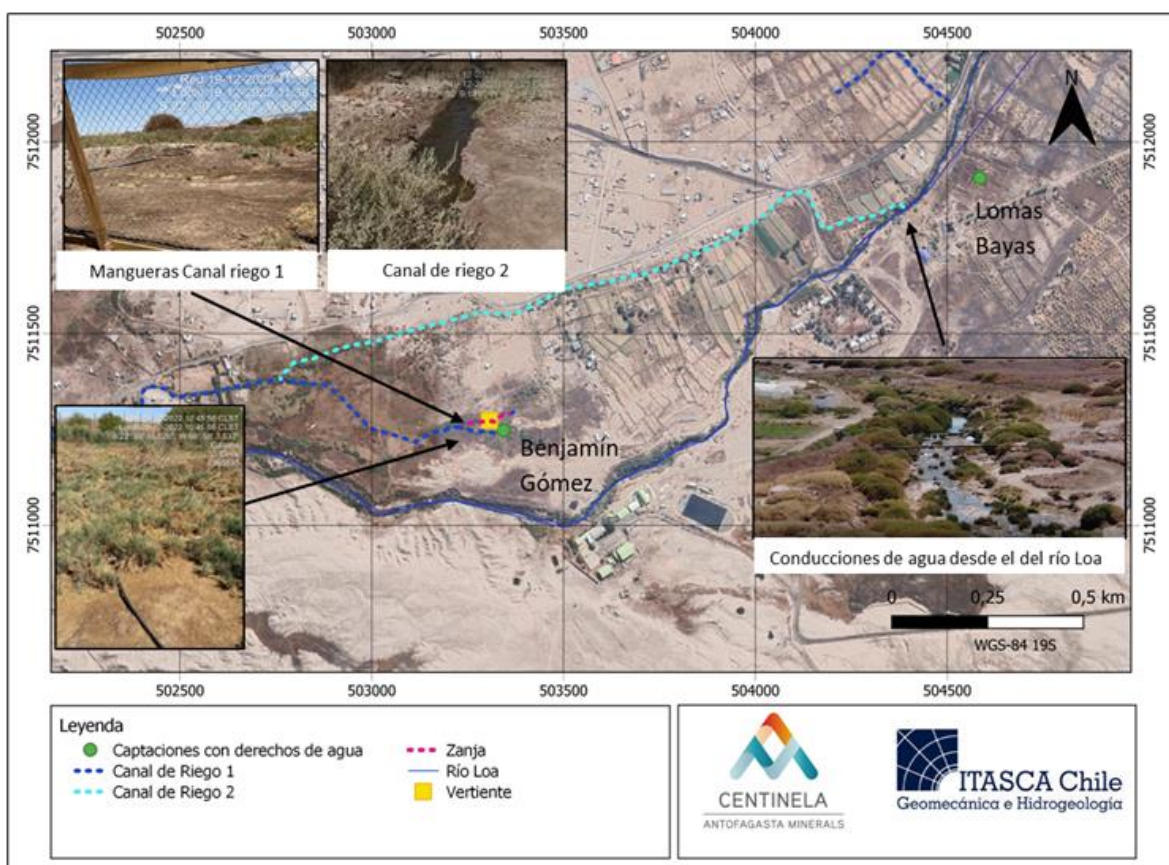 502500 503000 503500 504000 504500
7512000
7511500
7511000
N
Mangueras Canal riego 1
Canal de riego 2
Lomas
Bayas
Benjamín
Gómez
Conducciones de agua desde el del río Loa
0 0,25 0,5 km
WGS-84 19S
7512000
7511500
7511000
502500 503000 503500 504000 504500
Leyenda
Captaciones con derechos de agua
Canal de Riego 1
Canal de Riego 2
Zanja
Río Loa
Vertiente
CENTINELA
ANTOFAGASTA MINERALS
ITASCA Chile
Geomecánica e Hidrogeología